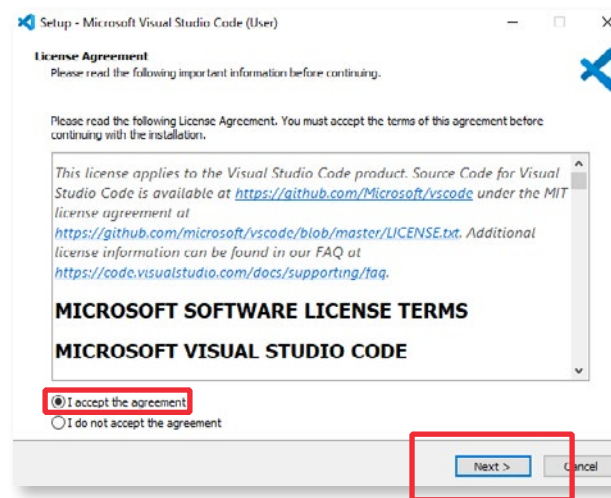 Setup - Microsoft Visual Studio Code (User)
License Agreement
Please read the following important information before continuing.
Please read the following License Agreement. You must accept the terms of this agreement before
continuing with the installation.
This license applies to the Visual Studio Code product. Source Code for Visual
Studio Code is available at https://github.com/Microsoft/vscode under the MIT
license agreement at
https://github.com/microsoft/vscode/blob/master/LICENSE.txt. Additional
license information can be found in our FAQ at
https://code.visualstudio.com/docs/supporting/faq.
MICROSOFT SOFTWARE LICENSE TERMS
MICROSOFT VISUAL STUDIO CODE
I accept the agreement
I do not accept the agreement
Next >
Cancel